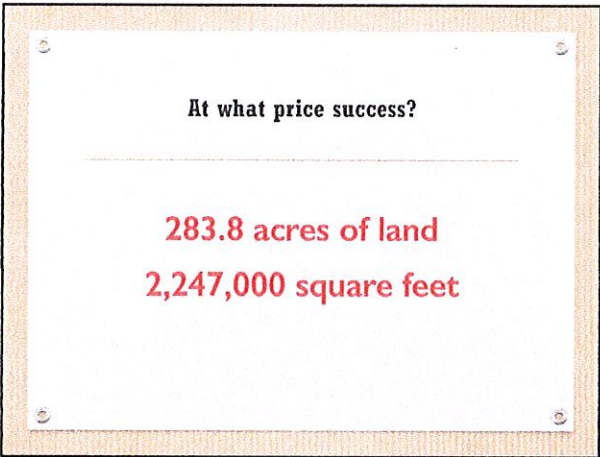 At what price success?
283.8 acres of land
2,247,000 square feet